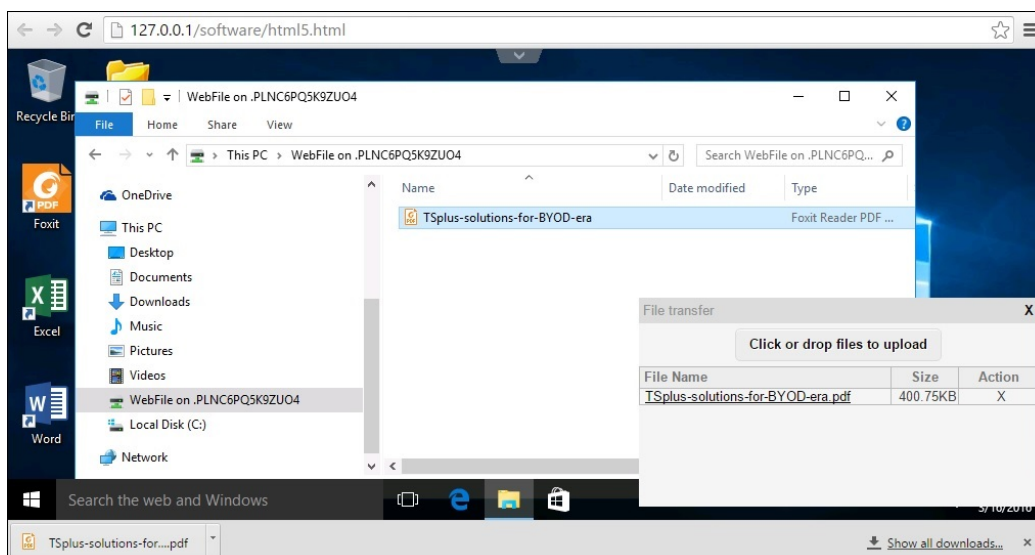 127.0.0.1/software/html5.html
WebFile on .PLNC6PQ5K9ZUO4
Recycle Bin
File Home Share View
This PC > WebFile on .PLNC6PQ5K9ZUO4
Search WebFile on .PLNC6PQ...
OneDrive
Name Date modified Type
TSplus-solutions-for-BYOD-era Foxit Reader PDF ...
PDF
Foxit
This PC
Desktop
Documents
Downloads
Music
Pictures
Videos
WebFile on .PLNC6PQ5K9ZUO4
Local Disk (C:)
Network
Excel
Word
File transfer X
Click or drop files to upload
File Name Size Action
TSplus-solutions-for-BYOD-era.pdf 400.75KB X
Search the web and Windows
TSplus-solutions-for....pdf
Show all downloads...